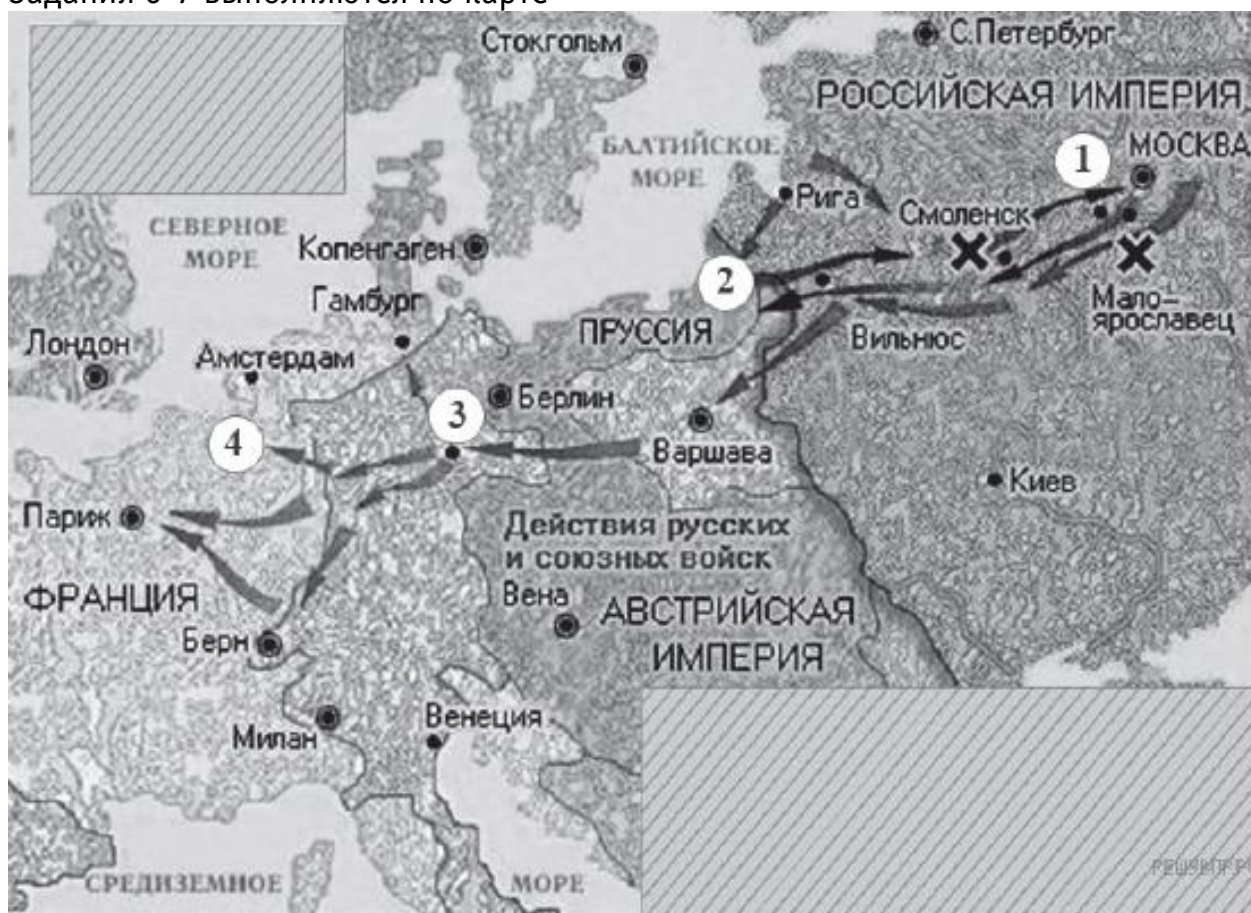 Задания 6-7 выполняются по карте
Стокгольм
С.Петербург
РОССИЙСКАЯ ИМПЕРИЯ
БАЛТИЙСКОЕ
МОРЕ
1
МОСКВА
Рига
Смоленск
СЕВЕРНОЕ
МОРЕ
Копенгаген
2
Гамбург
ПРУССИЯ
Мало-
ярославец
Вильнюс
Лондон
Амстердам
Берлин
3
4
Варшава
Киев
Париж
Действия русских
и союзных войск
ФРАНЦИЯ
Вена
АВСТРИЙСКАЯ
ИМПЕРИЯ
Берн
Милан
Венеция
СРЕДИЗЕМНОЕ
МОРЕ